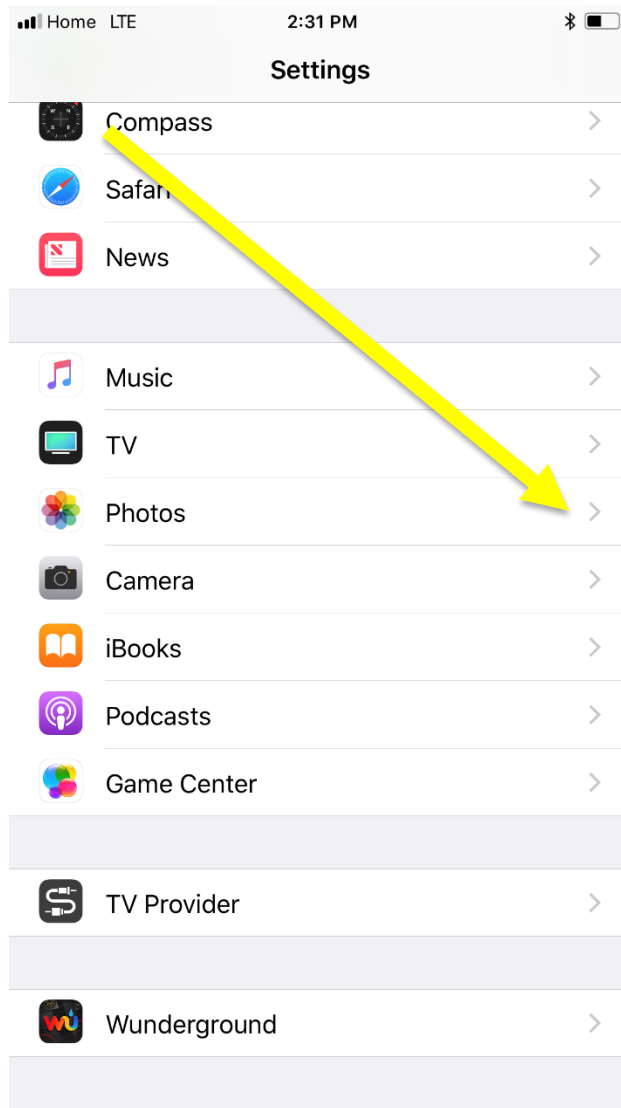 Home LTE 2:31 PM
Settings
Compass
Safari
News
Music
TV
Photos
Camera
iBooks
Podcasts
Game Center
TV Provider
Wunderground